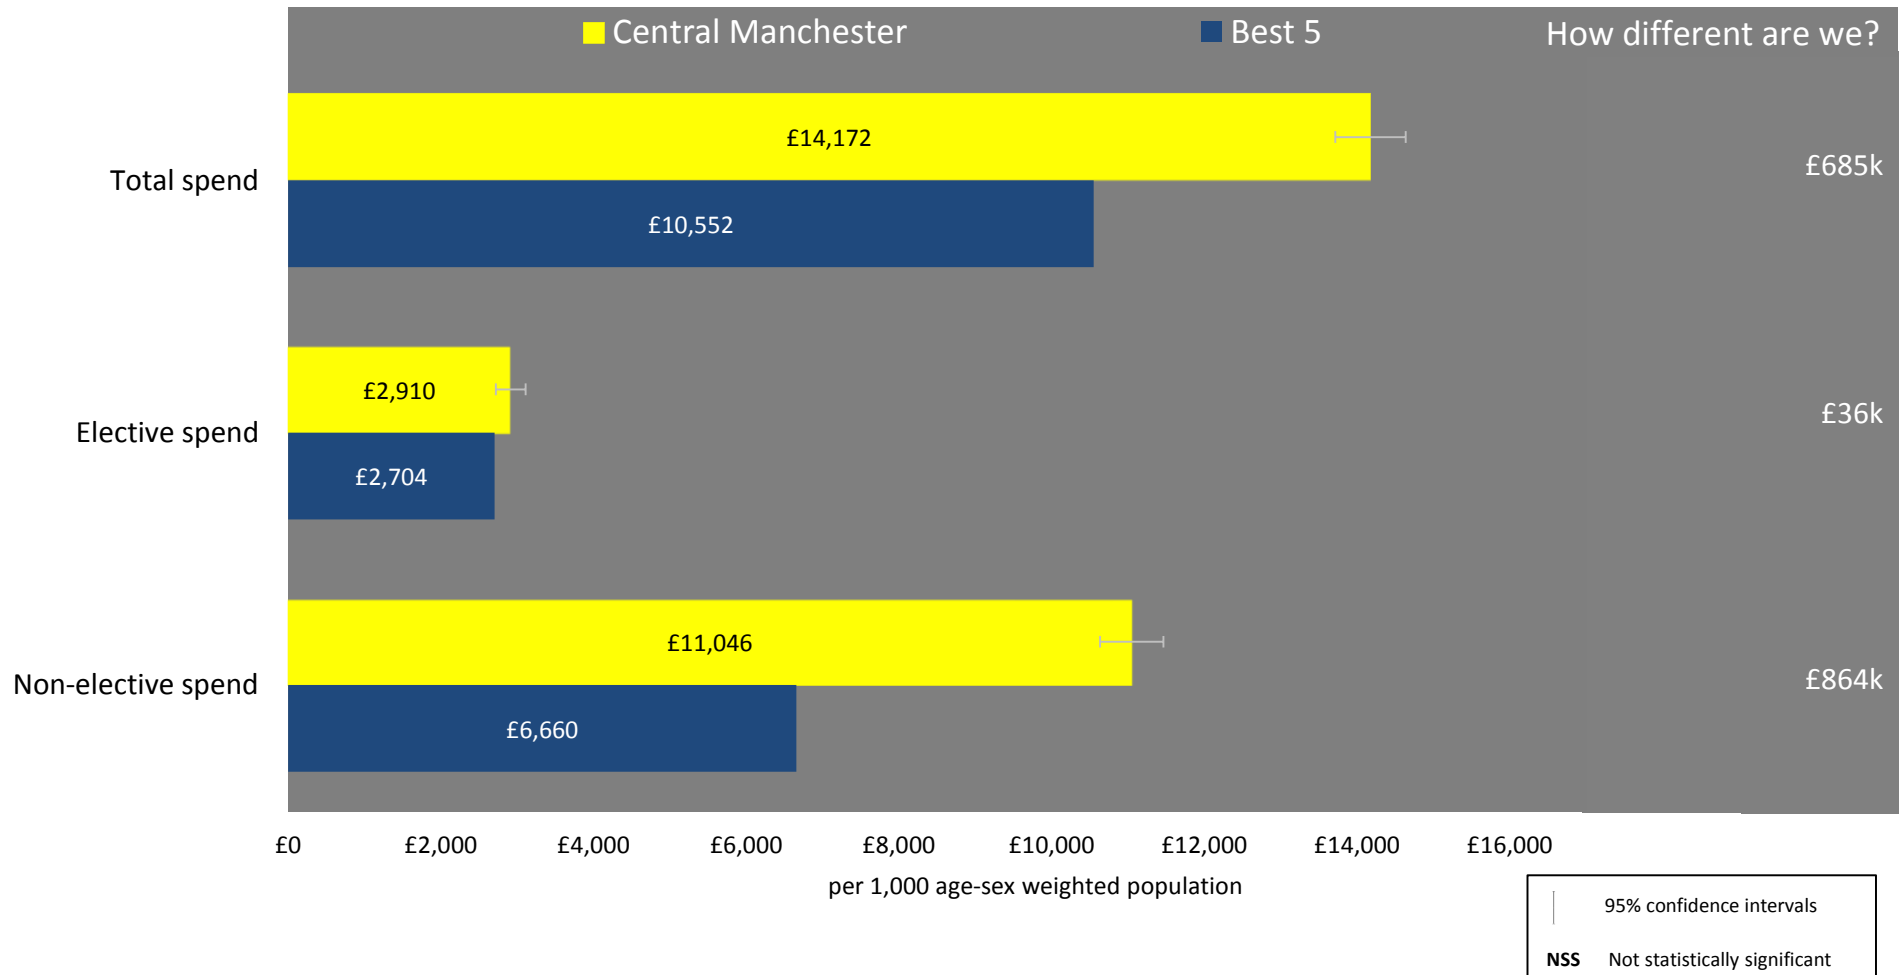 Central Manchester Best 5 How different are we?
Total spend
£14,172
£10,552
£685k
Elective spend
£2,910
£2,704
£36k
Non-elective spend
£11,046
£6,660
£864k
£0 £2,000 £4,000 £6,000 £8,000 £10,000 £12,000 £14,000 £16,000
per 1,000 age-sex weighted population
95% confidence intervals
NSS Not statistically significant